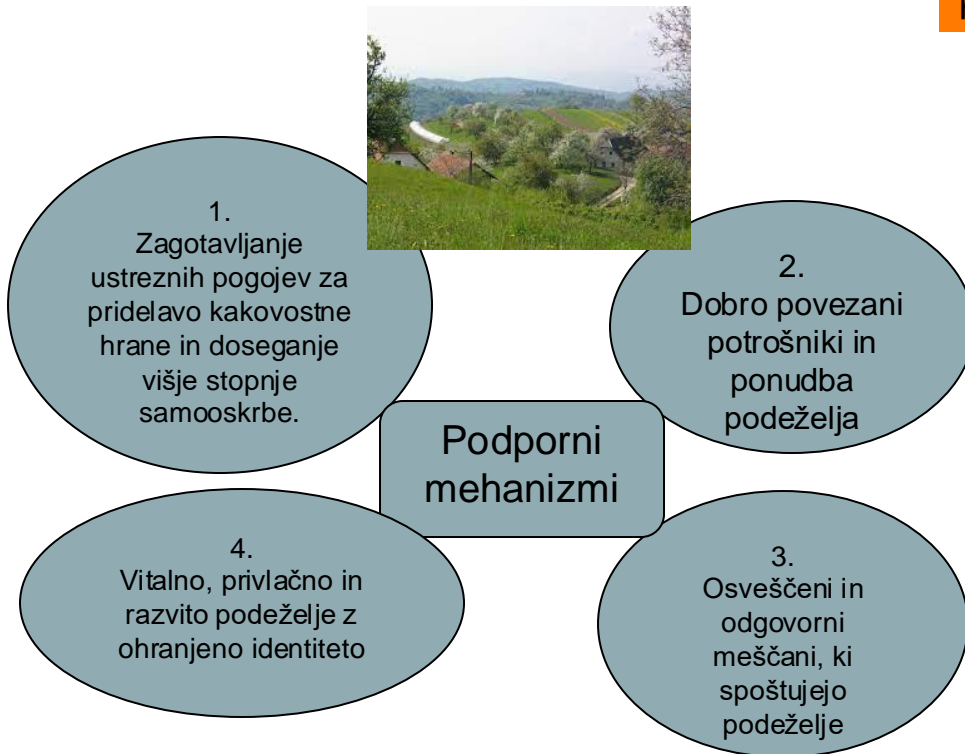 1.
Zagotavljanje
ustreznih pogojev za
pridelavo kakovostne
hrane in doseganje
višje stopnje
samooskrbe.
2.
Dobro povezani
potrošniki in
ponudba
podeželja
Podporni
mehanizmi
4.
Vitalno, privlačno in
razvito podeželje z
ohranjeno identiteto
3.
Osveščeni in
odgovorni
meščani, ki
spoštujejo
podeželje